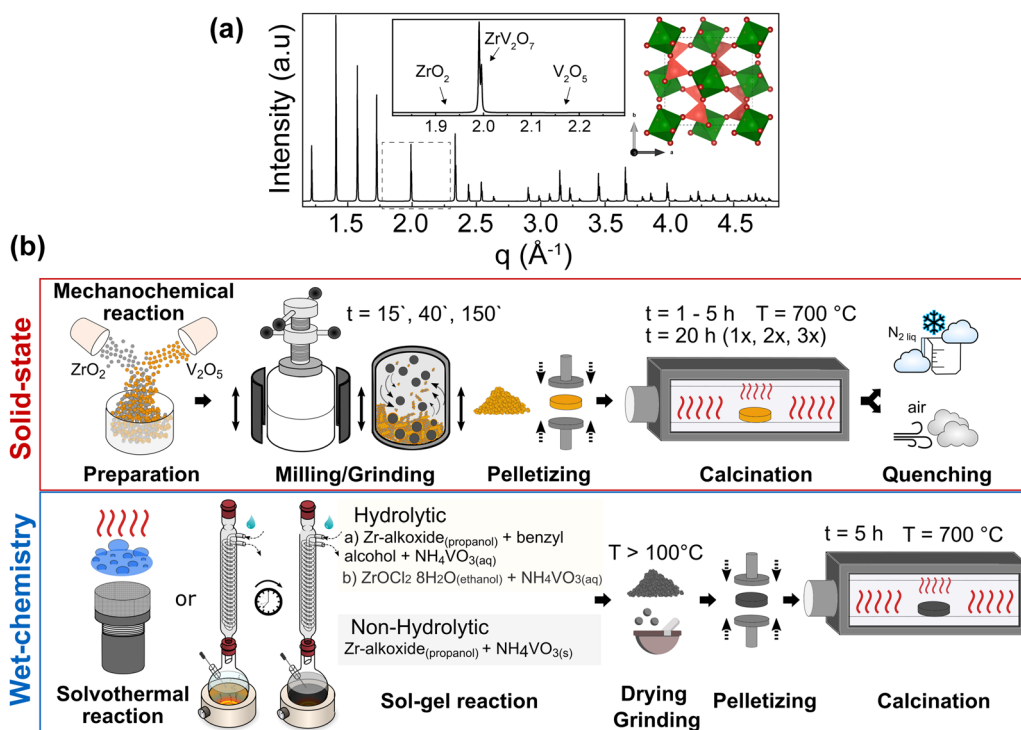 (a)
Intensity (a.u)
ZrO2
ZrV2O7
V2O5
1.9 2.0 2.1 2.2
b
a
1.5 2.0 2.5 3.0 3.5 4.0 4.5
q (Å-1)
(b)
Solid-state
Mechanochemical
reaction
ZrO2
V2O5
Preparation
t = 15`, 40`, 150`
Milling/Grinding
Pelletizing
t = 1 - 5 h T = 700 °C
t = 20 h (1x, 2x, 3x)
Calcination
N2 liq
air
Quenching
Wet-chemistry
Solvothermal
reaction
or
Hydrolytic
a) Zr-alkoxide(propanol) + benzyl
alcohol + NH4VO3(aq)
b) ZrOCl2 8H2O(ethanol) + NH4VO3(aq)
Non-Hydrolytic
Zr-alkoxide(propanol) + NH4VO3(s)
Sol-gel reaction
T > 100°C
Drying
Grinding
Pelletizing
t = 5 h T = 700 °C
Calcination